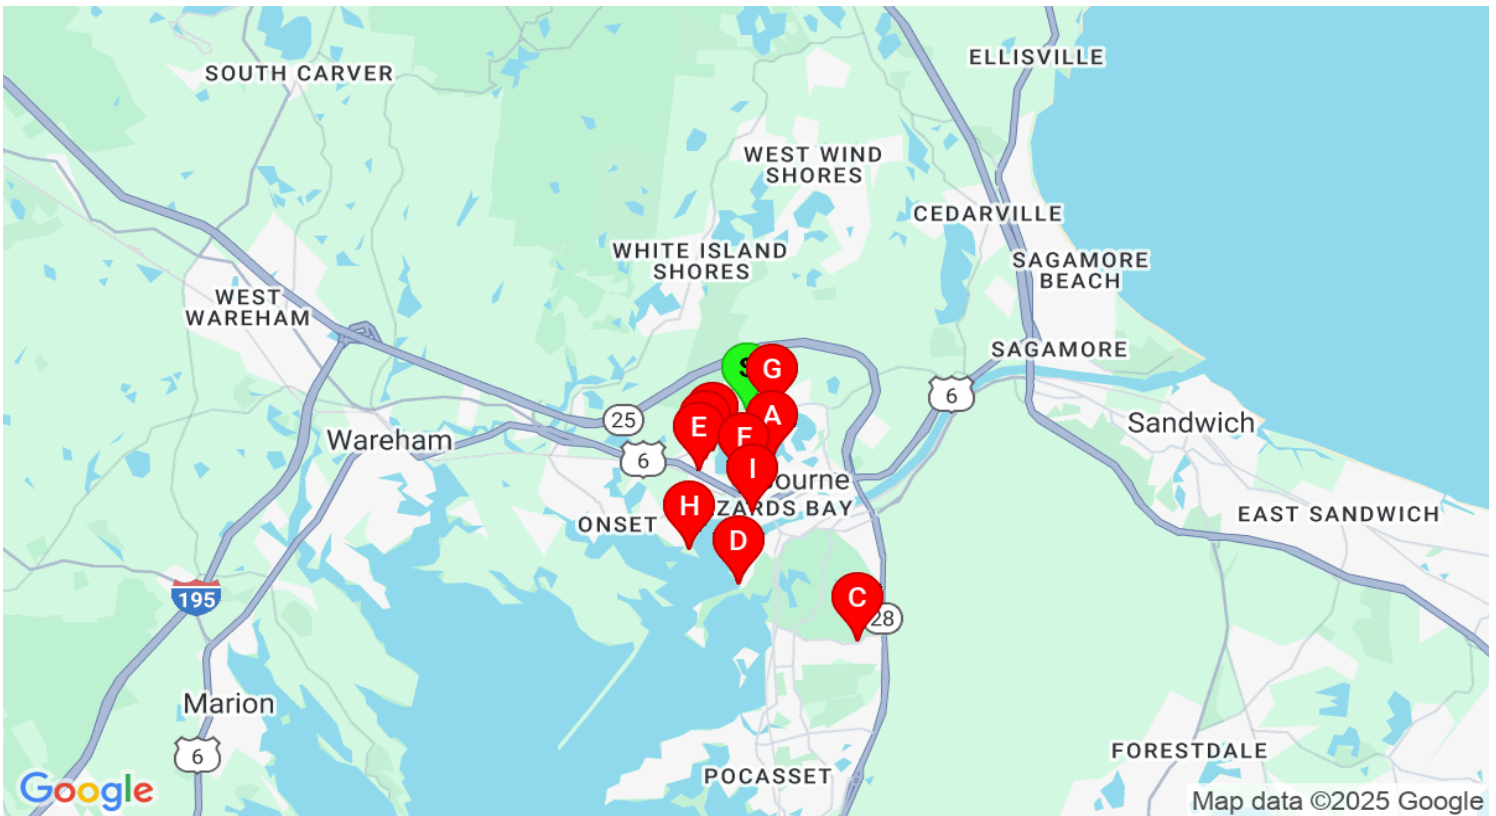 ELLISVILLE
SOUTH CARVER
WEST WIND
SHORES
CEDARVILLE
WHITE ISLAND
SHORES
SAGAMORE
BEACH
WEST
WAREHAM
SAGAMORE
S
G
6
25
A
Sandwich
E
F
Wareham
6
I
ourne
H
ZARDS BAY
ONSET
EAST SANDWICH
D
195
C
28
Marion
6
FORESTDALE
POCASSET
Google
Map data ©2025 Google